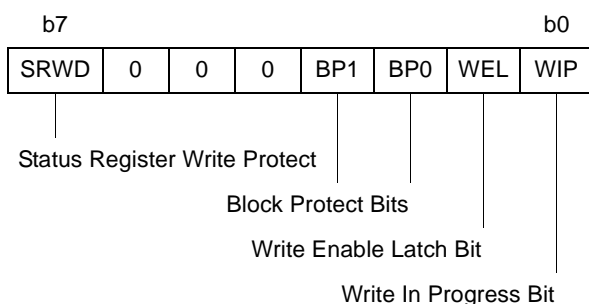 b7 b0
SRWD 0 0 0 BP1 BP0 WEL WIP
Status Register Write Protect
Block Protect Bits
Write Enable Latch Bit
Write In Progress Bit